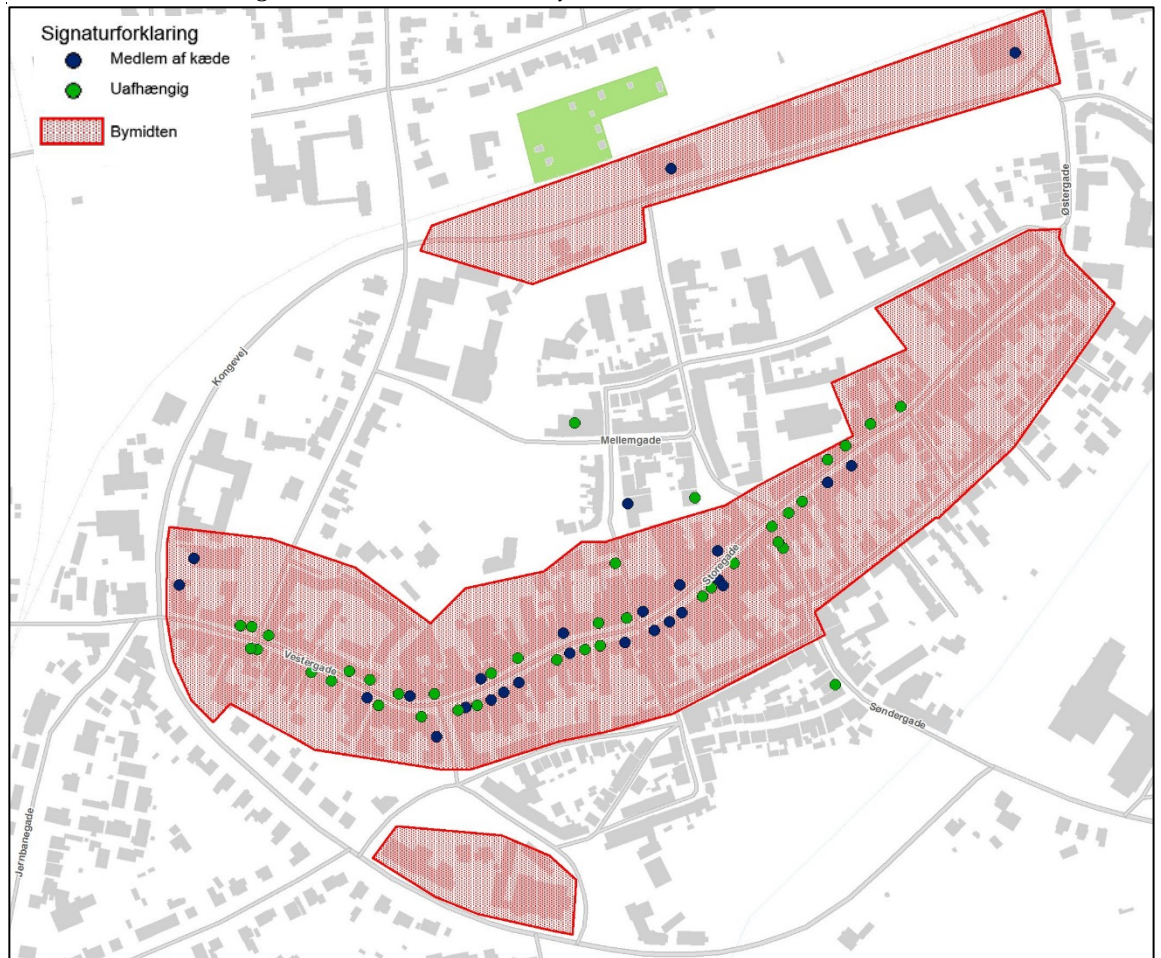 Signaturforklaring
Medlem af kæde
Uafhængig
Bymidten
Østergade
Kongevej
Mellemgade
Storegade
Vestergade
Søndergade
Jernbanegade